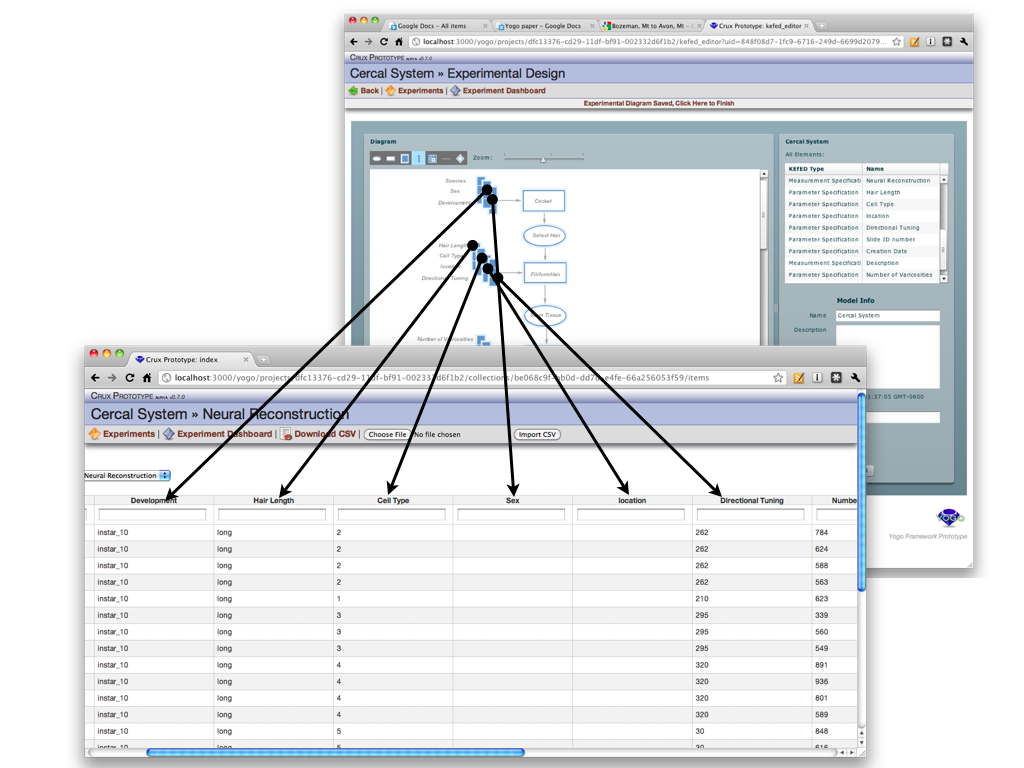 Google Docs - All items
Yogo paper - Google Docs
Bozeman, Mt to Avon, Mt -
Crux Prototype: kefed_editor
localhost:3000/yogo/projects/dfc13376-cd29-11df-bf91-002332d6f1b2/kefed_editor?uid=848f08d7-1fc9-6716-249d-6699d2079...
CRUX PROTOTYPE ALPHA v0.7.0
Cercal System » Experimental Design
Back | Experiments | Experiment Dashboard
Experimental Diagram Saved, Click Here to Finish
Diagram
Zoom:
Species
Sex
Development
Cricket
Select Hair
Hair Length
Cell Type
location
Directional Tuning
Fill/Fix/Hair
Tissue
Number of Varicosities
Cercal System
All Elements:
KEFED Type Name
Measurement Specificati Neural Reconstruction
Parameter Specification Hair Length
Parameter Specification Cell Type
Parameter Specification location
Parameter Specification Directional Tuning
Parameter Specification Slide ID number
Parameter Specification Creation Date
Measurement Specificati Description
Parameter Specification Number of Varicosities
Model Info
Name Cercal System
Description
1:37:05 GMT-0600
YOGO
Yogo Framework Prototype
Crux Prototype: index
localhost:3000/yogo/projects/dfc13376-cd29-11df-bf91-002332d6f1b2/collections/be068c9f-bb0d-dd7d-e4fe-66a256053f59/items
CRUX PROTOTYPE ALPHA v0.7.0
Cercal System » Neural Reconstruction
Experiments | Experiment Dashboard | Download CSV | Choose File No file chosen Import CSV
Neural Reconstruction
Development Hair Length Cell Type Sex location Directional Tuning Numbe
instar_10 long 2 262 784
instar_10 long 2 262 624
instar_10 long 2 262 588
instar_10 long 2 262 563
instar_10 long 1 210 623
instar_10 long 3 295 339
instar_10 long 3 295 560
instar_10 long 3 295 549
instar_10 long 4 320 891
instar_10 long 4 320 936
instar_10 long 4 320 801
instar_10 long 4 320 589
instar_10 long 5 30 848
instar_10 long 5 30 616